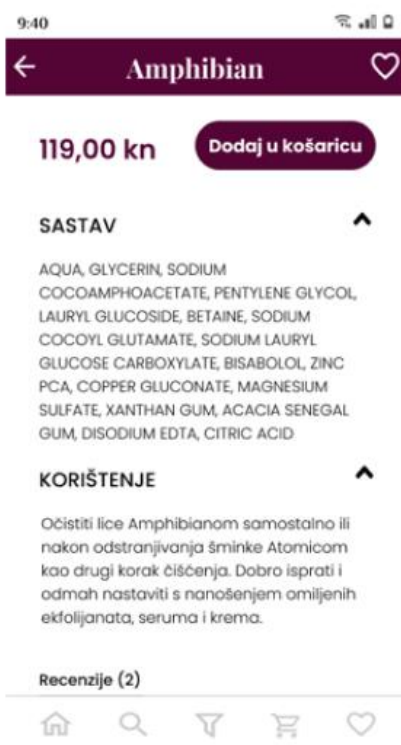 9:40
Amphibian
119,00 kn
Dodaj u košaricu
SASTAV
AQUA, GLYCERIN, SODIUM
COCOAMPHOACETATE, PENTYLENE GLYCOL,
LAURYL GLUCOSIDE, BETAINE, SODIUM
COCOYL GLUTAMATE, SODIUM LAURYL
GLUCOSE CARBOXYLATE, BISABOLOL, ZINC
PCA, COPPER GLUCONATE, MAGNESIUM
SULFATE, XANTHAN GUM, ACACIA SENEGAL
GUM, DISODIUM EDTA, CITRIC ACID
KORIŠTENJE
Očistiti lice Amphibianom samostalno ili
nakon odstranjivanja šminke Atomicom
kao drugi korak čišćenja. Dobro isprati i
odmah nastaviti s nanošenjem omiljenih
ekfolijanata, seruma i krema.
Recenzije (2)